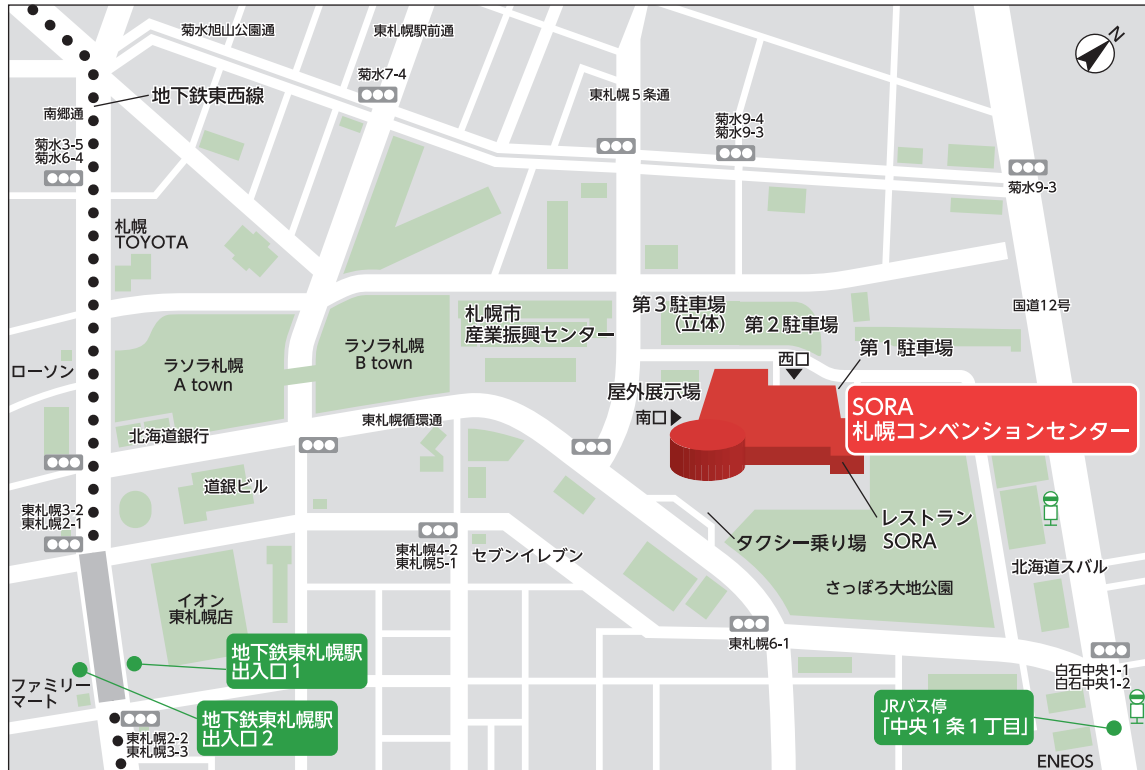 菊水旭山公園通
東札幌駅前通
N
菊水7-4
地下鉄東西線
東札幌5条通
南郷通
菊水9-4
菊水9-3
菊水3-5
菊水6-4
菊水9-3
札幌
TOYOTA
国道12号
札幌市
産業振興センター
第3駐車場
(立体)
第2駐車場
第1駐車場
ラソラ札幌
A town
ラソラ札幌
B town
西口
ローソン
屋外展示場
南口
SORA
札幌コンベンションセンター
東札幌循環通
北海道銀行
道銀ビル
東札幌3-2
東札幌2-1
東札幌4-2
東札幌5-1
セブンイレブン
タクシー乗り場
レストラン
SORA
さっぽろ大地公園
北海道スバル
イオン
東札幌店
東札幌6-1
地下鉄東札幌駅
出入口1
白石中央1-1
白石中央1-2
ファミリー
マート
地下鉄東札幌駅
出入口2
JRバス停
「中央1条1丁目」
東札幌2-2
東札幌3-3
ENEOS